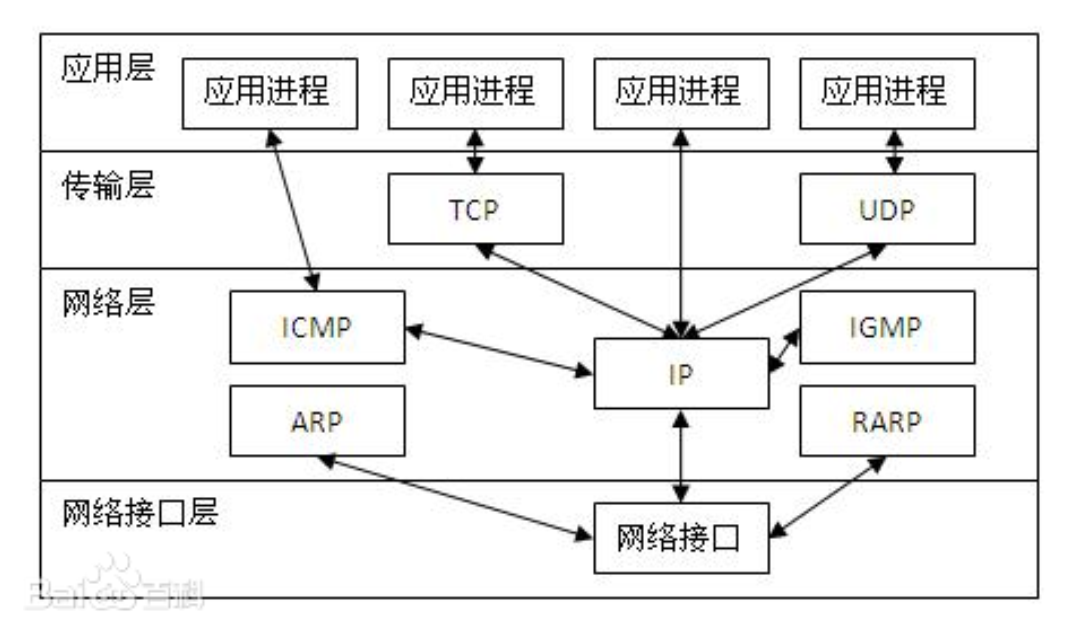 应用层
应用进程 应用进程 应用进程 应用进程
传输层
TCP UDP
网络层
ICMP IGMP
IP
ARP RARP
网络接口层
网络接口
Baidu百科